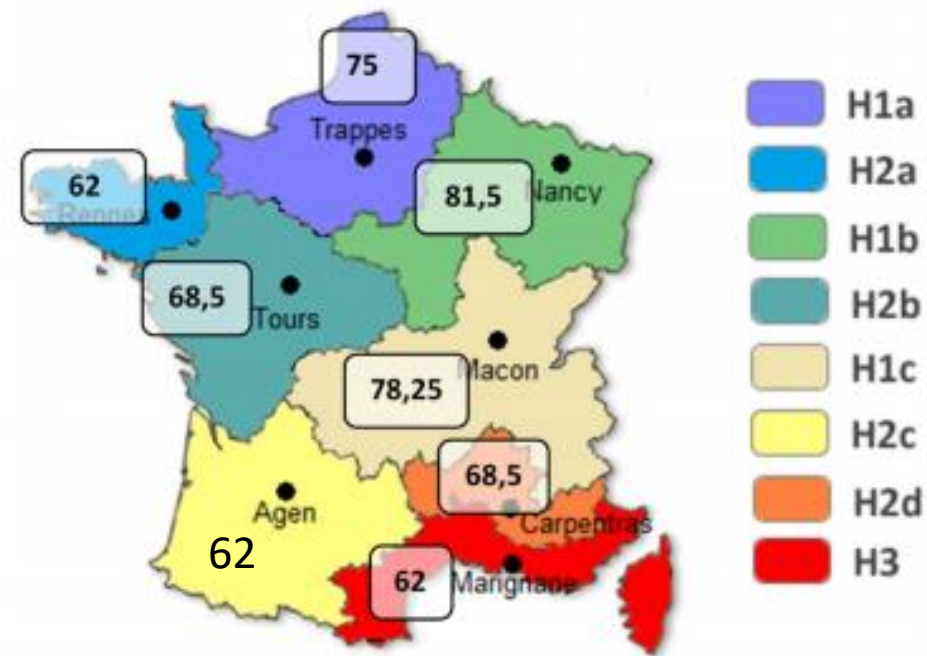 75
Trappes
62
Rennes
81,5
Nancy
68,5
Tours
78,25
Macon
68,5
Carpentras
Agen
62
62
Marignane
H1a
H2a
H1b
H2b
H1c
H2c
H2d
H3